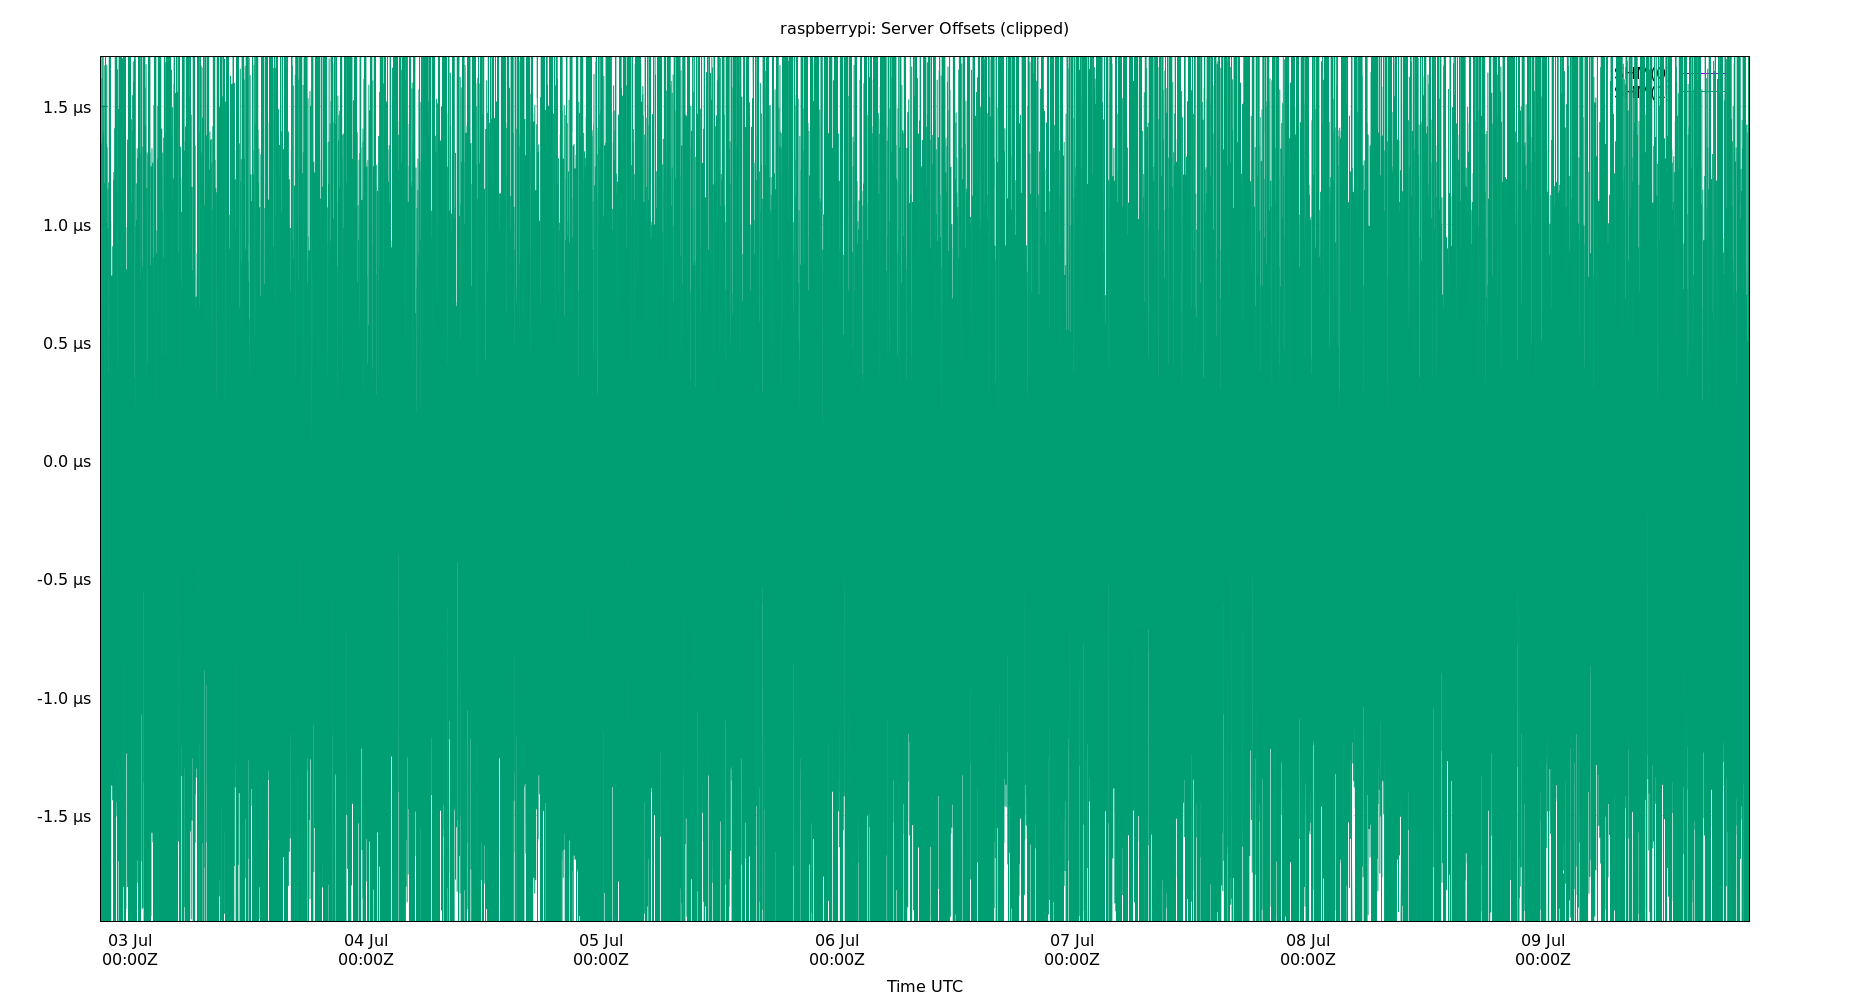 raspberrypi: Server Offsets (clipped)
1.5 µs
1.0 µs
0.5 µs
0.0 µs
-0.5 µs
-1.0 µs
-1.5 µs
03 Jul 04 Jul 05 Jul 06 Jul 07 Jul 08 Jul 09 Jul
00:00Z 00:00Z 00:00Z 00:00Z 00:00Z 00:00Z 00:00Z
Time UTC